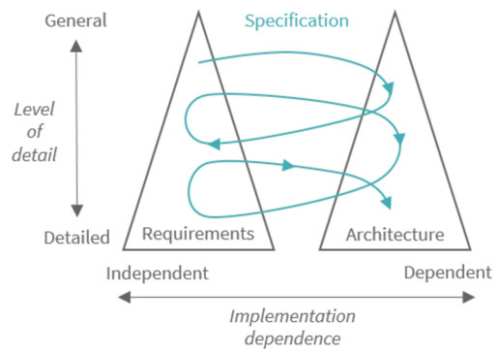 General
Specification
Level
of
detail
Detailed
Requirements
Architecture
Independent
Dependent
Implementation
dependence